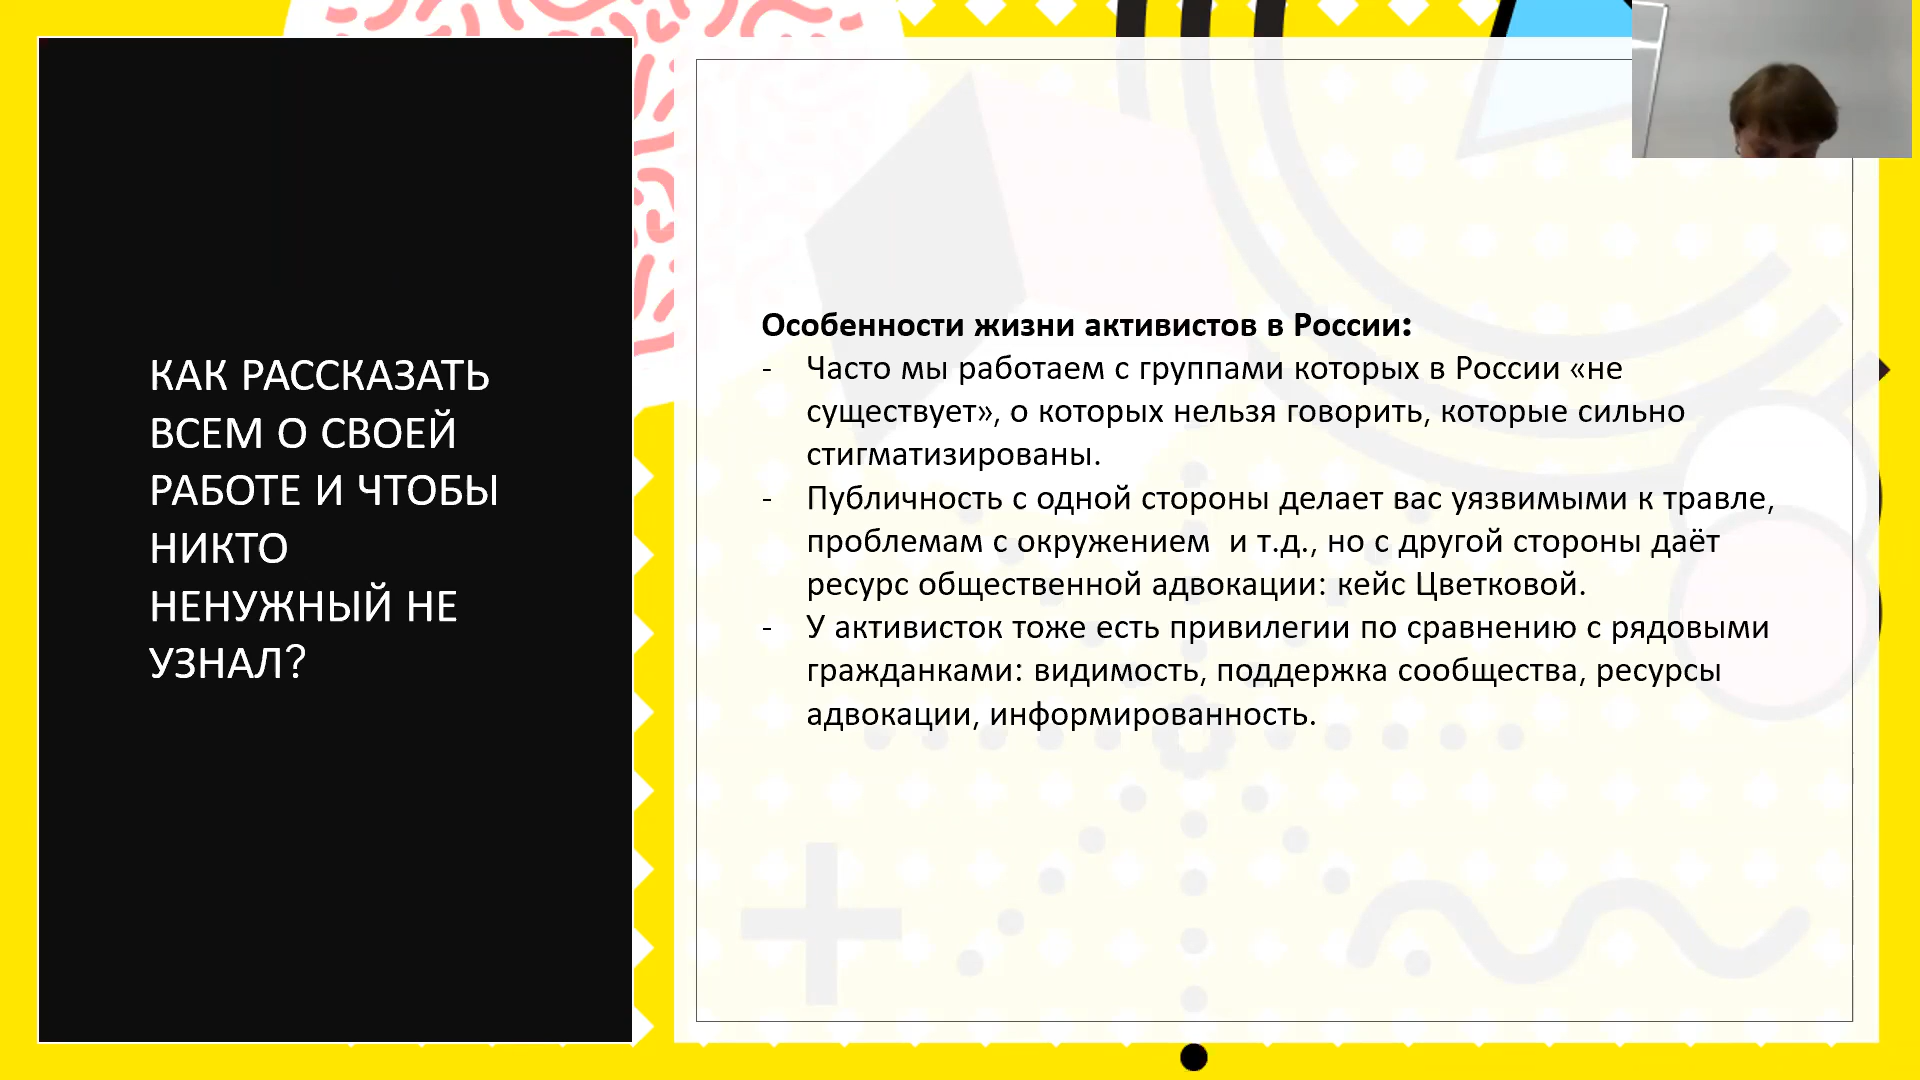 КАК РАССКАЗАТЬ
ВСЕМ О СВОЕЙ
РАБОТЕ И ЧТОБЫ
НИКТО
НЕНУЖНЫЙ НЕ
УЗНАЛ?
Особенности жизни активистов в России:
- Часто мы работаем с группами которых в России «не
существует», о которых нельзя говорить, которые сильно
стигматизированы.
- Публичность с одной стороны делает вас уязвимыми к травле,
проблемам с окружением  и т.д., но с другой стороны даёт
ресурс общественной адвокации: кейс Цветковой.
- У активисток тоже есть привилегии по сравнению с рядовыми
гражданками: видимость, поддержка сообщества, ресурсы
адвокации, информированность.